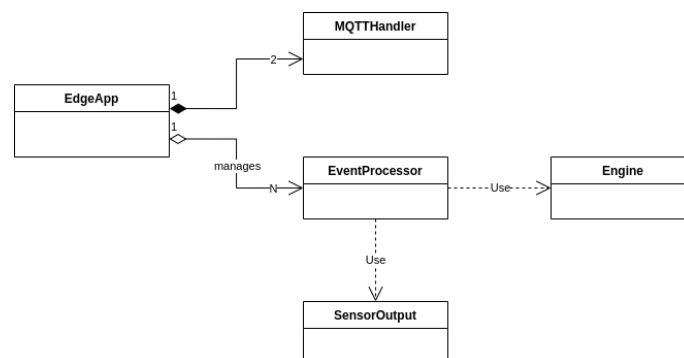 MQTTHandler
2
EdgeApp
1
1
manages
N
EventProcessor
Use
Engine
Use
SensorOutput